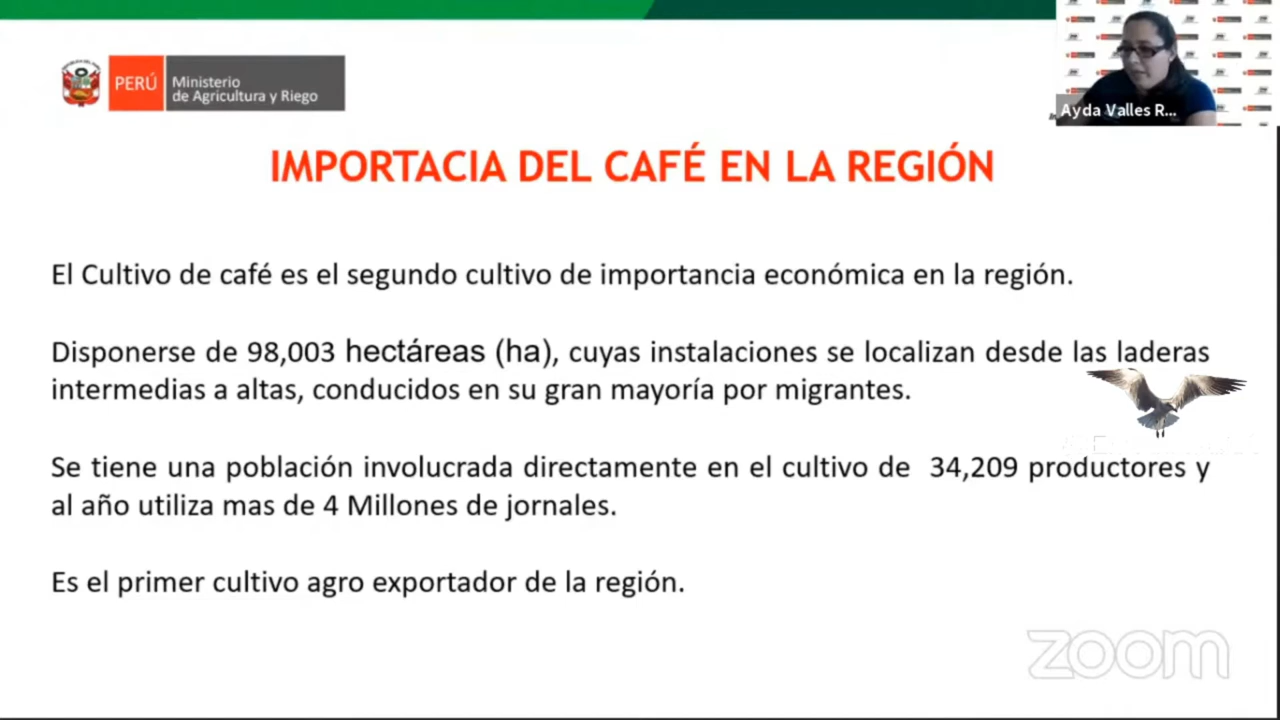 PERÚ
Ministerio
de Agricultura y Riego
Ayda Valles R...
IMPORTACIA DEL CAFÉ EN LA REGIÓN
El Cultivo de café es el segundo cultivo de importancia económica en la región.
Disponerse de 98,003 hectáreas (ha), cuyas instalaciones se localizan desde las laderas
intermedias a altas, conducidos en su gran mayoría por migrantes.
Se tiene una población involucrada directamente en el cultivo de 34,209 productores y
al año utiliza mas de 4 Millones de jornales.
Es el primer cultivo agro exportador de la región.
zoom